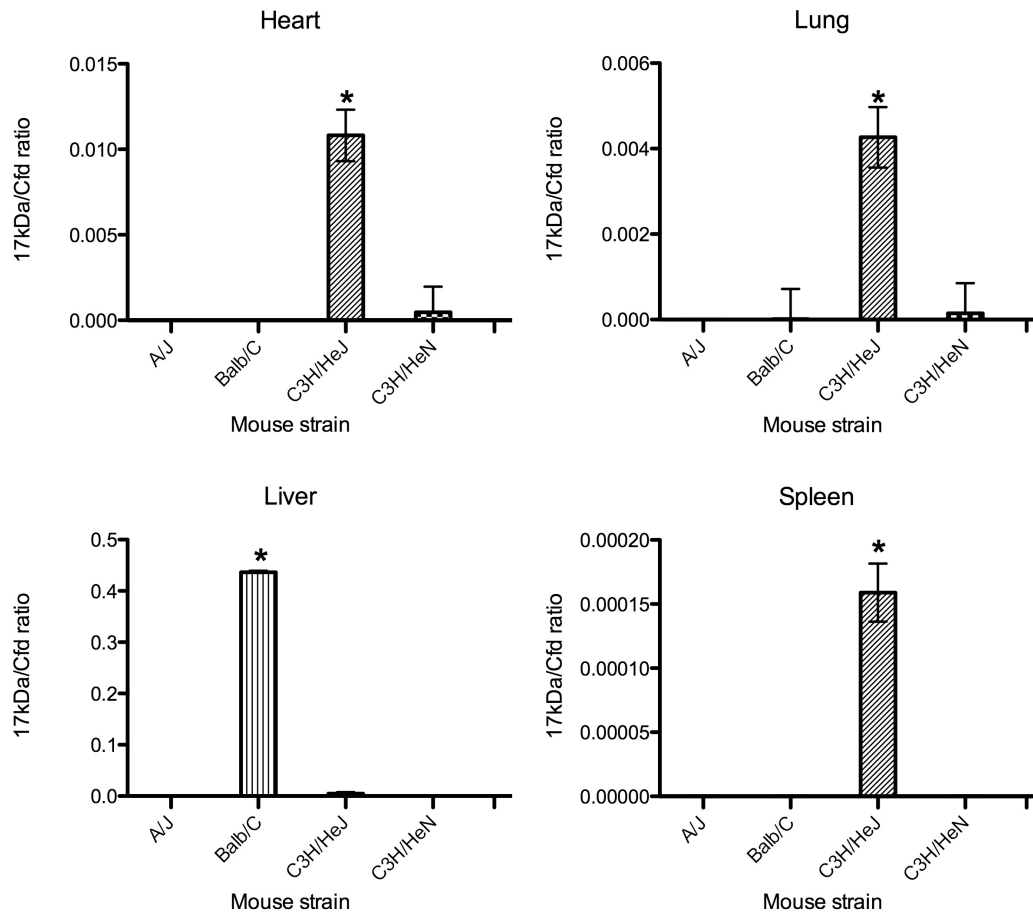 Heart
17kDa/Cfd ratio
0.015
0.010
0.005
0.000
*
A/J
Balb/C
C3H/HeJ
C3H/HeN
Mouse strain
Lung
17kDa/Cfd ratio
0.006
0.004
0.002
0.000
*
A/J
Balb/C
C3H/HeJ
C3H/HeN
Mouse strain
Liver
17kDa/Cfd ratio
0.5
0.4
0.3
0.2
0.1
0.0
*
A/J
Balb/C
C3H/HeJ
C3H/HeN
Mouse strain
Spleen
17kDa/Cfd ratio
0.00020
0.00015
0.00010
0.00005
0.00000
*
A/J
Balb/C
C3H/HeJ
C3H/HeN
Mouse strain